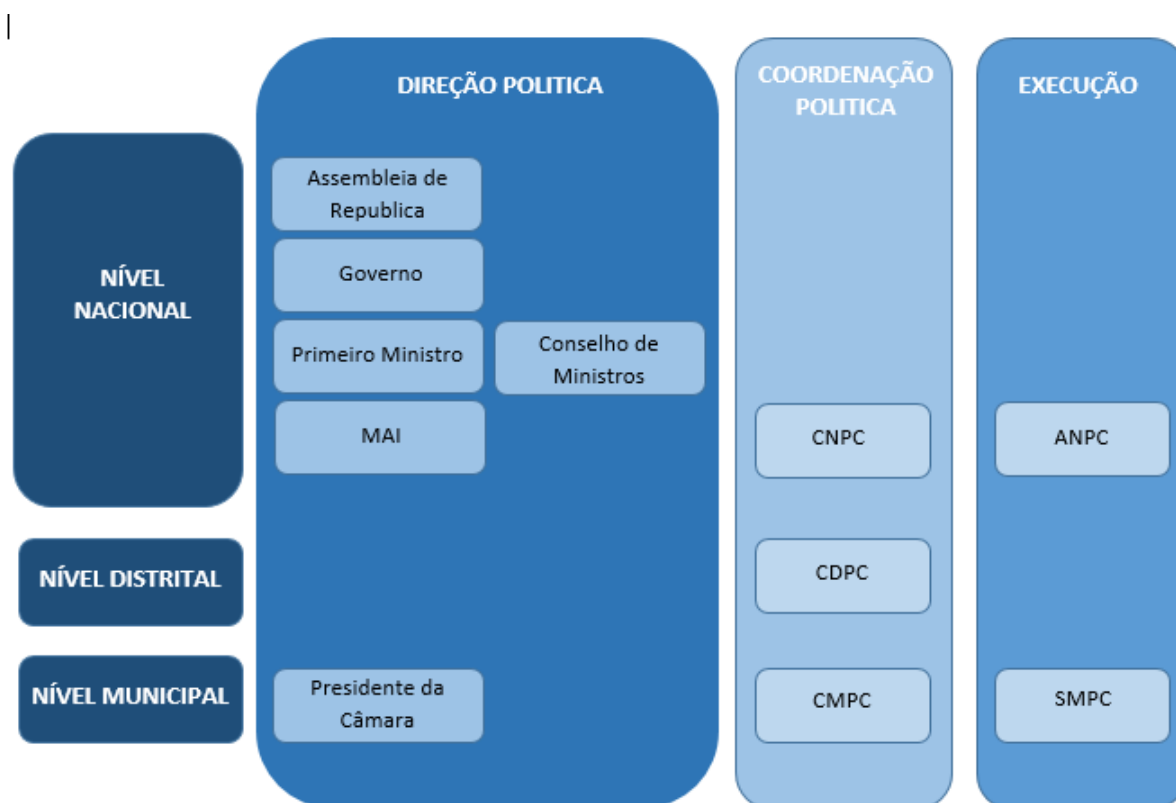 DIREÇÃO POLITICA
COORDENAÇÃO
POLITICA
EXECUÇÃO
NÍVEL
NACIONAL
Assembleia de
Republica
Governo
Primeiro Ministro
Conselho de
Ministros
MAI
CNPC
ANPC
NÍVEL DISTRITAL
CDPC
NÍVEL MUNICIPAL
Presidente da
Câmara
CMPC
SMPC